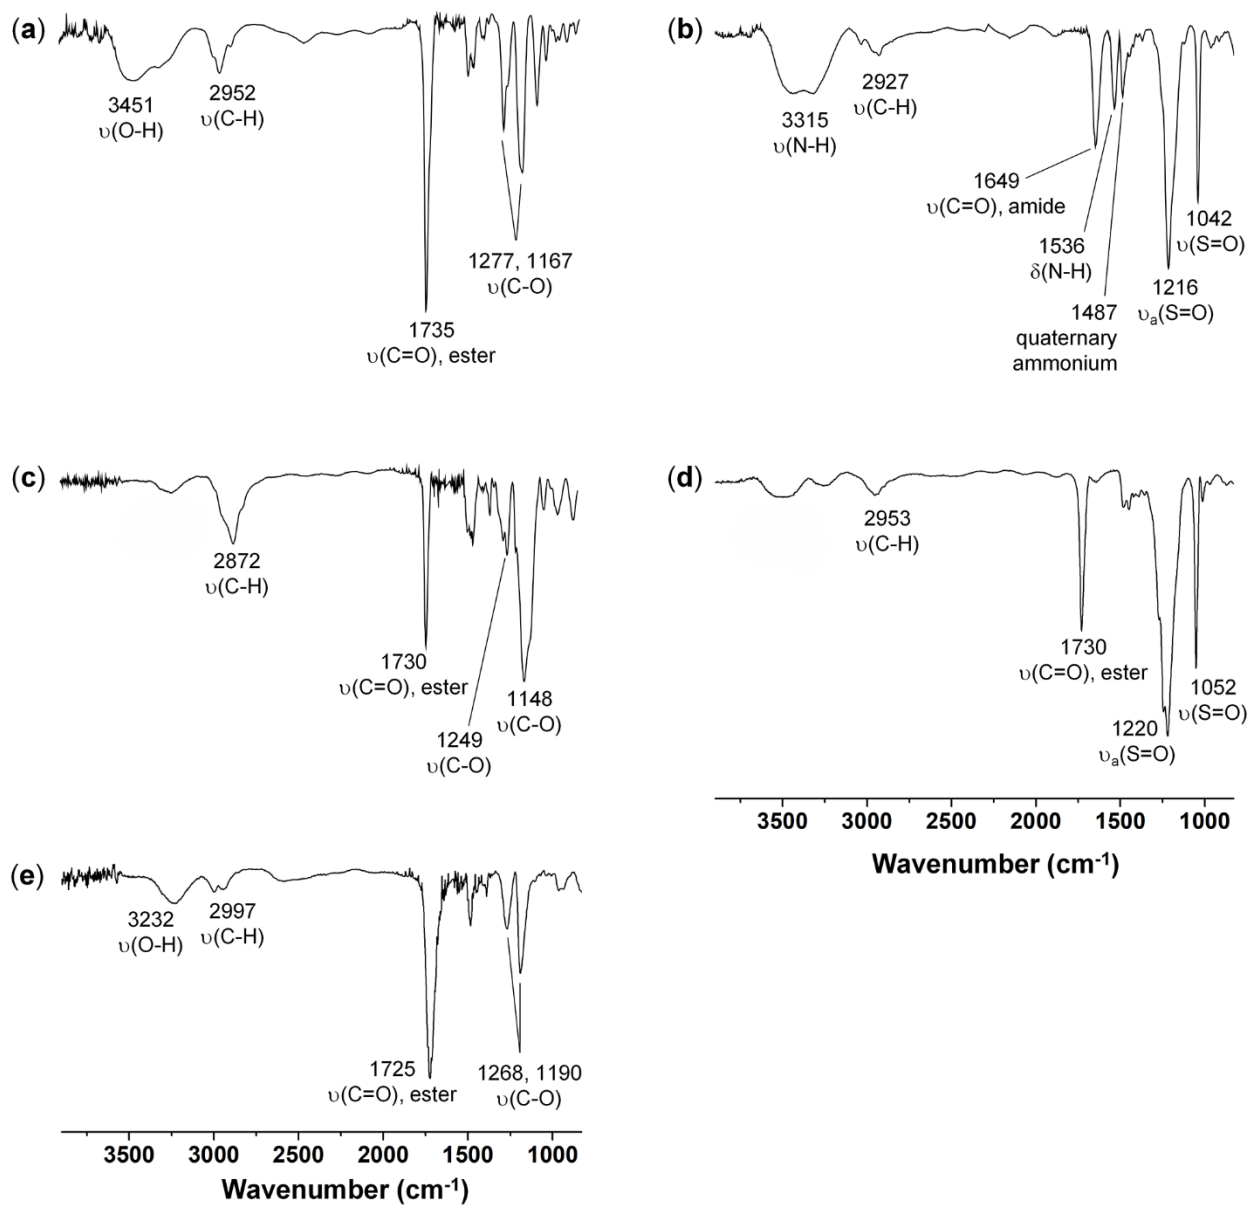 (a)
3451
υ(O-H)
2952
υ(C-H)
1735
υ(C=O), ester
1277, 1167
υ(C-O)
(b)
3315
υ(N-H)
2927
υ(C-H)
1649
υ(C=O), amide
1536
δ(N-H)
1487
quaternary
ammonium
1216
υa(S=O)
1042
υ(S=O)
(c)
2872
υ(C-H)
1730
υ(C=O), ester
1249
υ(C-O)
1148
υ(C-O)
(d)
2953
υ(C-H)
1730
υ(C=O), ester
1220
υa(S=O)
1052
υ(S=O)
3500 3000 2500 2000 1500 1000
Wavenumber (cm-1)
(e)
3232
υ(O-H)
2997
υ(C-H)
1725
υ(C=O), ester
1268, 1190
υ(C-O)
3500 3000 2500 2000 1500 1000
Wavenumber (cm-1)